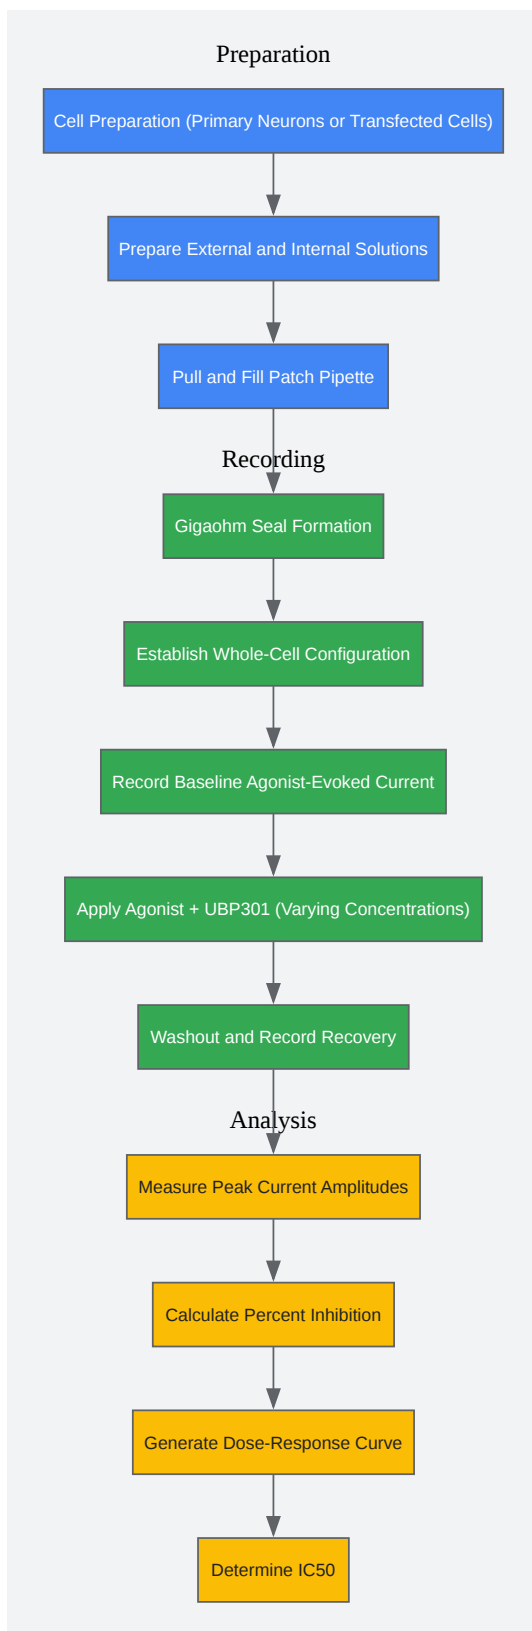 Preparation
Cell Preparation (Primary Neurons or Transfected Cells)
Prepare External and Internal Solutions
Pull and Fill Patch Pipette
Recording
Gigaohm Seal Formation
Establish Whole-Cell Configuration
Record Baseline Agonist-Evoked Current
Apply Agonist + UBP301 (Varying Concentrations)
Washout and Record Recovery
Analysis
Measure Peak Current Amplitudes
Calculate Percent Inhibition
Generate Dose-Response Curve
Determine IC50